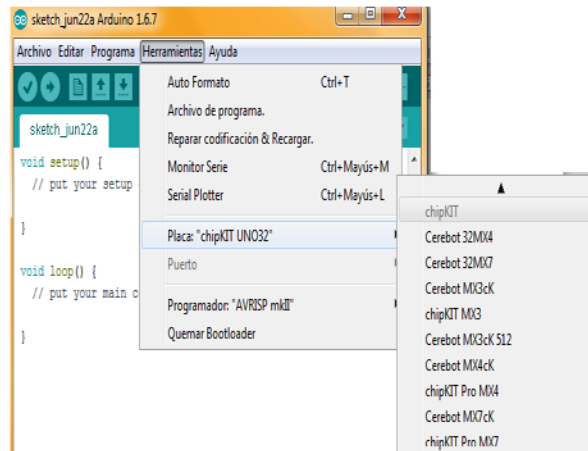 sketch_jun22a Arduino 1.6.7
Archivo Editar Programa Herramientas Ayuda
sketch_jun22a
void setup() {
// put your setup
}
void loop() {
// put your main c
}
Auto Formato Ctrl+T
Archivo de programa.
Reparar codificación & Recargar.
Monitor Serie Ctrl+Mayús+M
Serial Plotter Ctrl+Mayús+L
Placa: "chipKIT UNO32"
Puerto
Programador: "AVRISP mkII"
Quemar Bootloader
chipKIT
Cerebot 32MX4
Cerebot 32MX7
Cerebot MX3cK
chipKIT MX3
Cerebot MX3cK 512
Cerebot MX4cK
chipKIT Pro MX4
Cerebot MX7cK
chipKIT Pro MX7